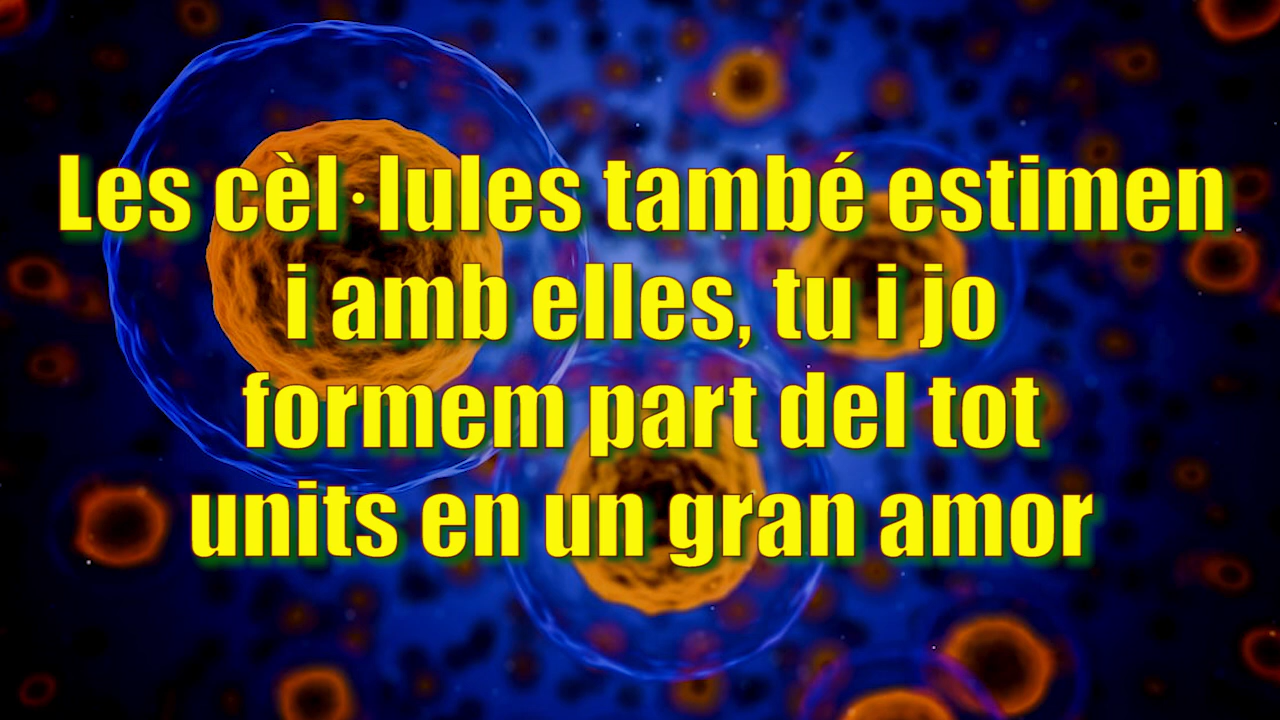 Les cèl·lules també estimen
i amb elles, tu i jo
formem part del tot
units en un gran amor